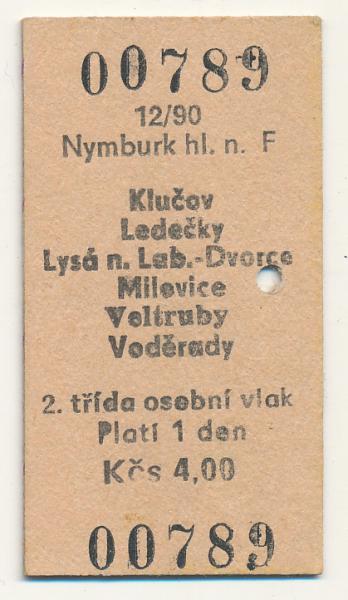 00789
12/90
Nymburk hl. n. F
Klučov
Ledečky
Lysá n. Lab.-Dvorce
Milovice
Veltruby
Voděrady
2. třída osobní vlak
Platí 1 den
Kčs 4,00
00789